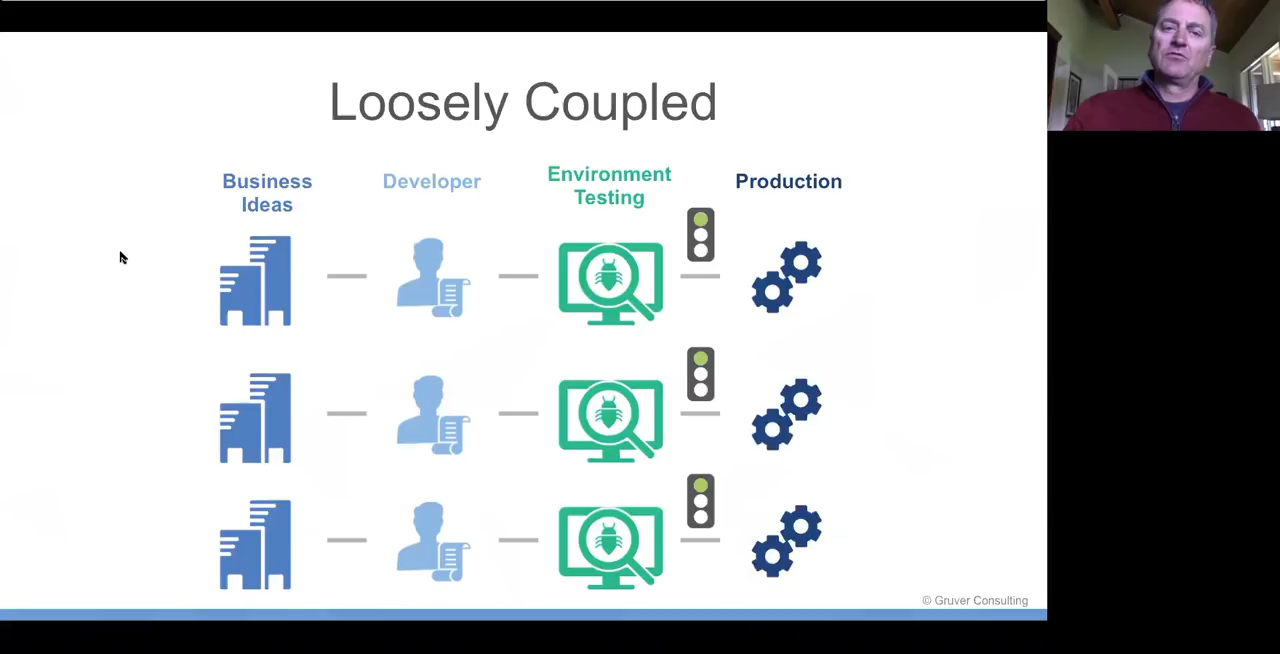 Loosely Coupled
Business
Ideas
Developer
Environment
Testing
Production
© Gruver Consulting